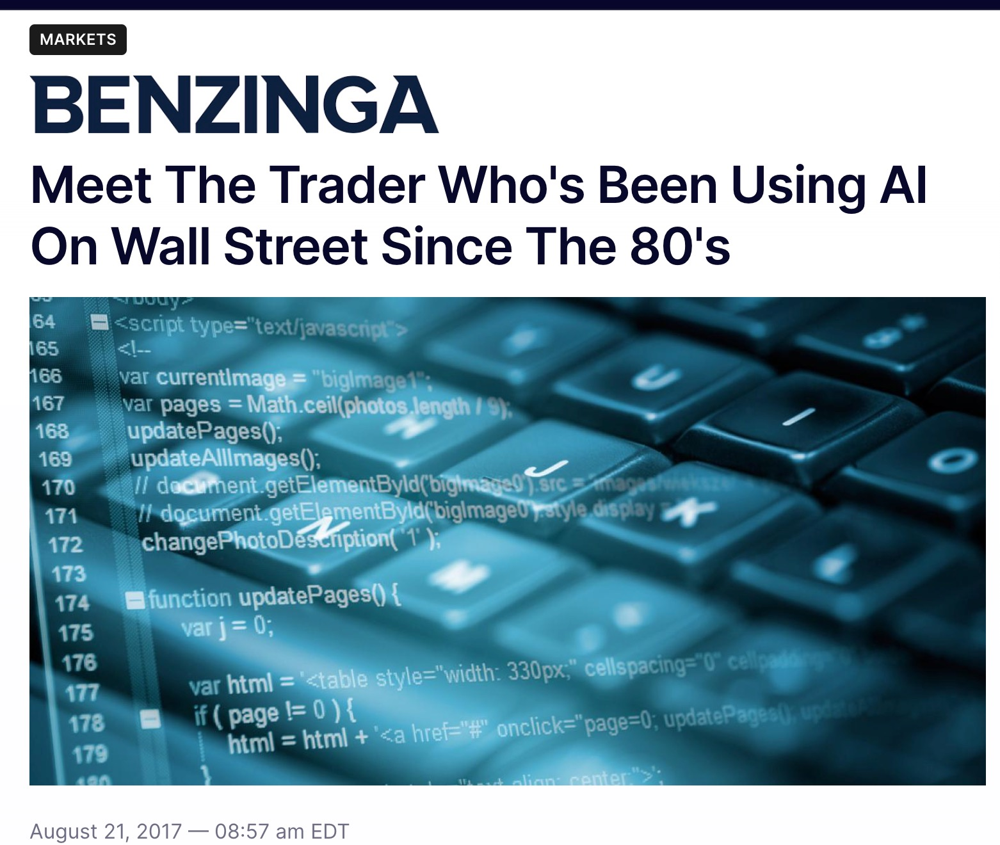 MARKETS
BENZINGA
Meet The Trader Who's Been Using AI
On Wall Street Since The 80's
164 <script type="text/javascript">
165 <!--
166 var currentImage = "bigImage1";
167 var pages = Math.ceil(photos.length / 9);
168 updatePages();
169 updateAllImages();
170 // document.getElementById('bigImage0').src =
171 // document.getElementById('bigImage0').style.display =
172 changePhotoDescription( '1' );
173
174 function updatePages() {
175 var j = 0;
176
177 var html = '<table style="width: 330px;" cellspacing="0" cellpadding="0"
178 if ( page != 0 ) {
179 html = html + '<a href="#" onclick="page=0; updatePages();
}
U
I
O
J
K
N
M
August 21, 2017 — 08:57 am EDT